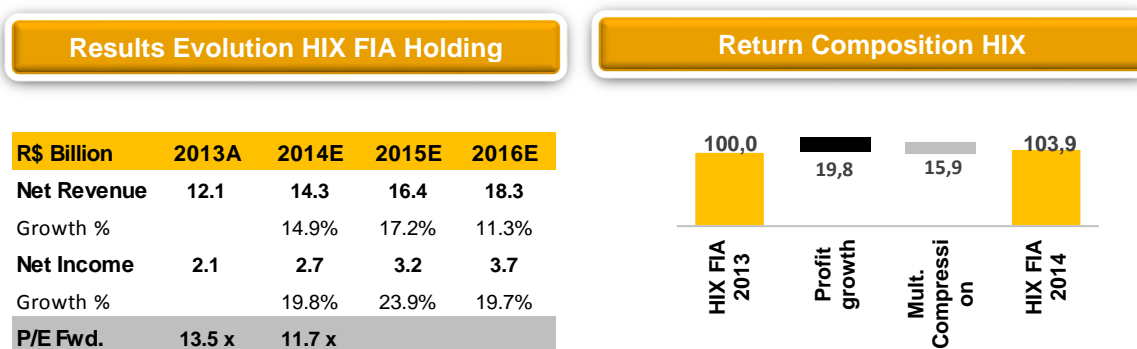 Results Evolution HIX FIA Holding
R$ Billion 2013A 2014E 2015E 2016E
Net Revenue 12.1 14.3 16.4 18.3
Growth % 14.9% 17.2% 11.3%
Net Income 2.1 2.7 3.2 3.7
Growth % 19.8% 23.9% 19.7%
P/E Fwd. 13.5 x 11.7 x
Return Composition HIX
100,0
19,8
15,9
103,9
HIX FIA
2013
Profit
growth
Mult.
Compressi
on
HIX FIA
2014